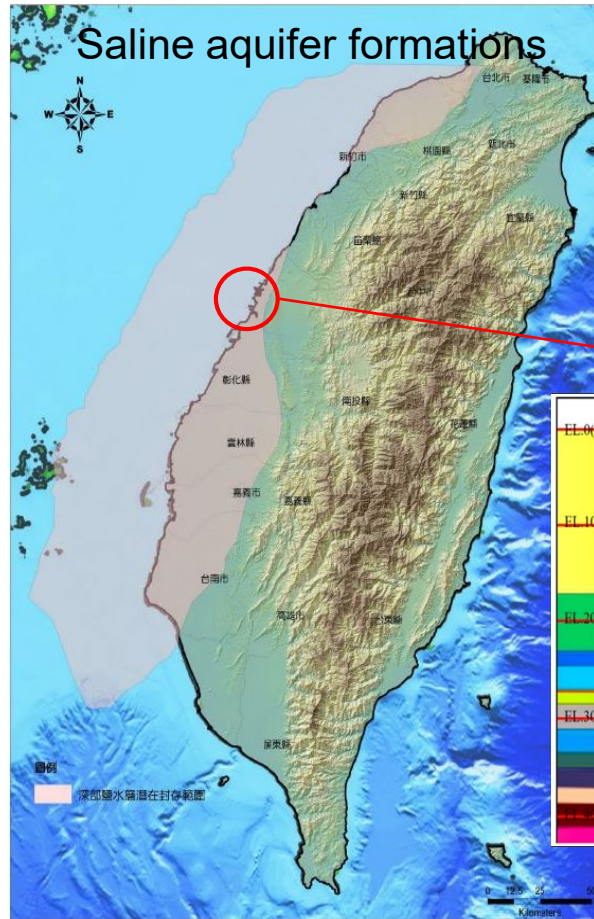 Saline aquifer formations
N
W E
S
台北市
基隆市
新北市
桃園縣
新竹市
新竹縣
宜蘭縣
苗栗縣
彰化縣
南投縣
花蓮縣
雲林縣
嘉義市
嘉義縣
台南市
高雄市
台東縣
屏東縣
EL.0(
EL.10
EL.20
EL.30
圖例
深部鹽水層潛在封存範圍
0 12.5 25 50
Kilometers